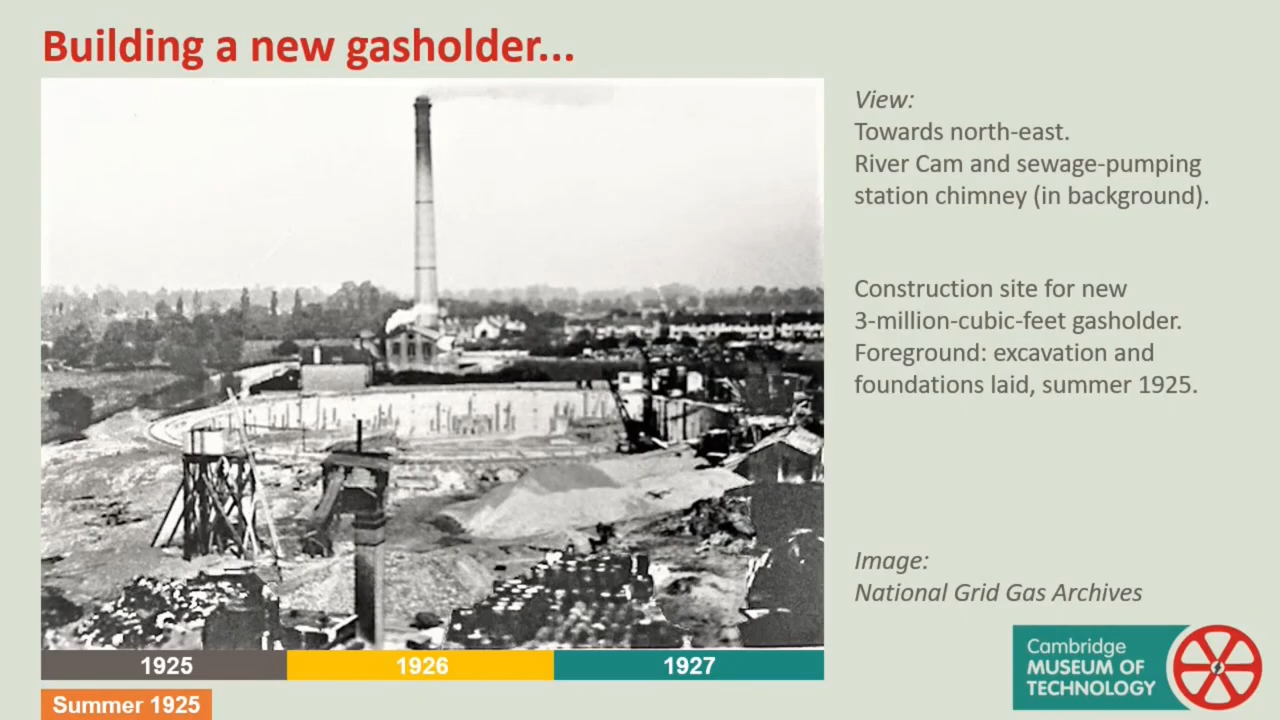 Building a new gasholder...
View:
Towards north-east.
River Cam and sewage-pumping
station chimney (in background).
Construction site for new
3-million-cubic-feet gasholder.
Foreground: excavation and
foundations laid, summer 1925.
Image:
National Grid Gas Archives
1925 1926 1927
Summer 1925
Cambridge
MUSEUM OF
TECHNOLOGY